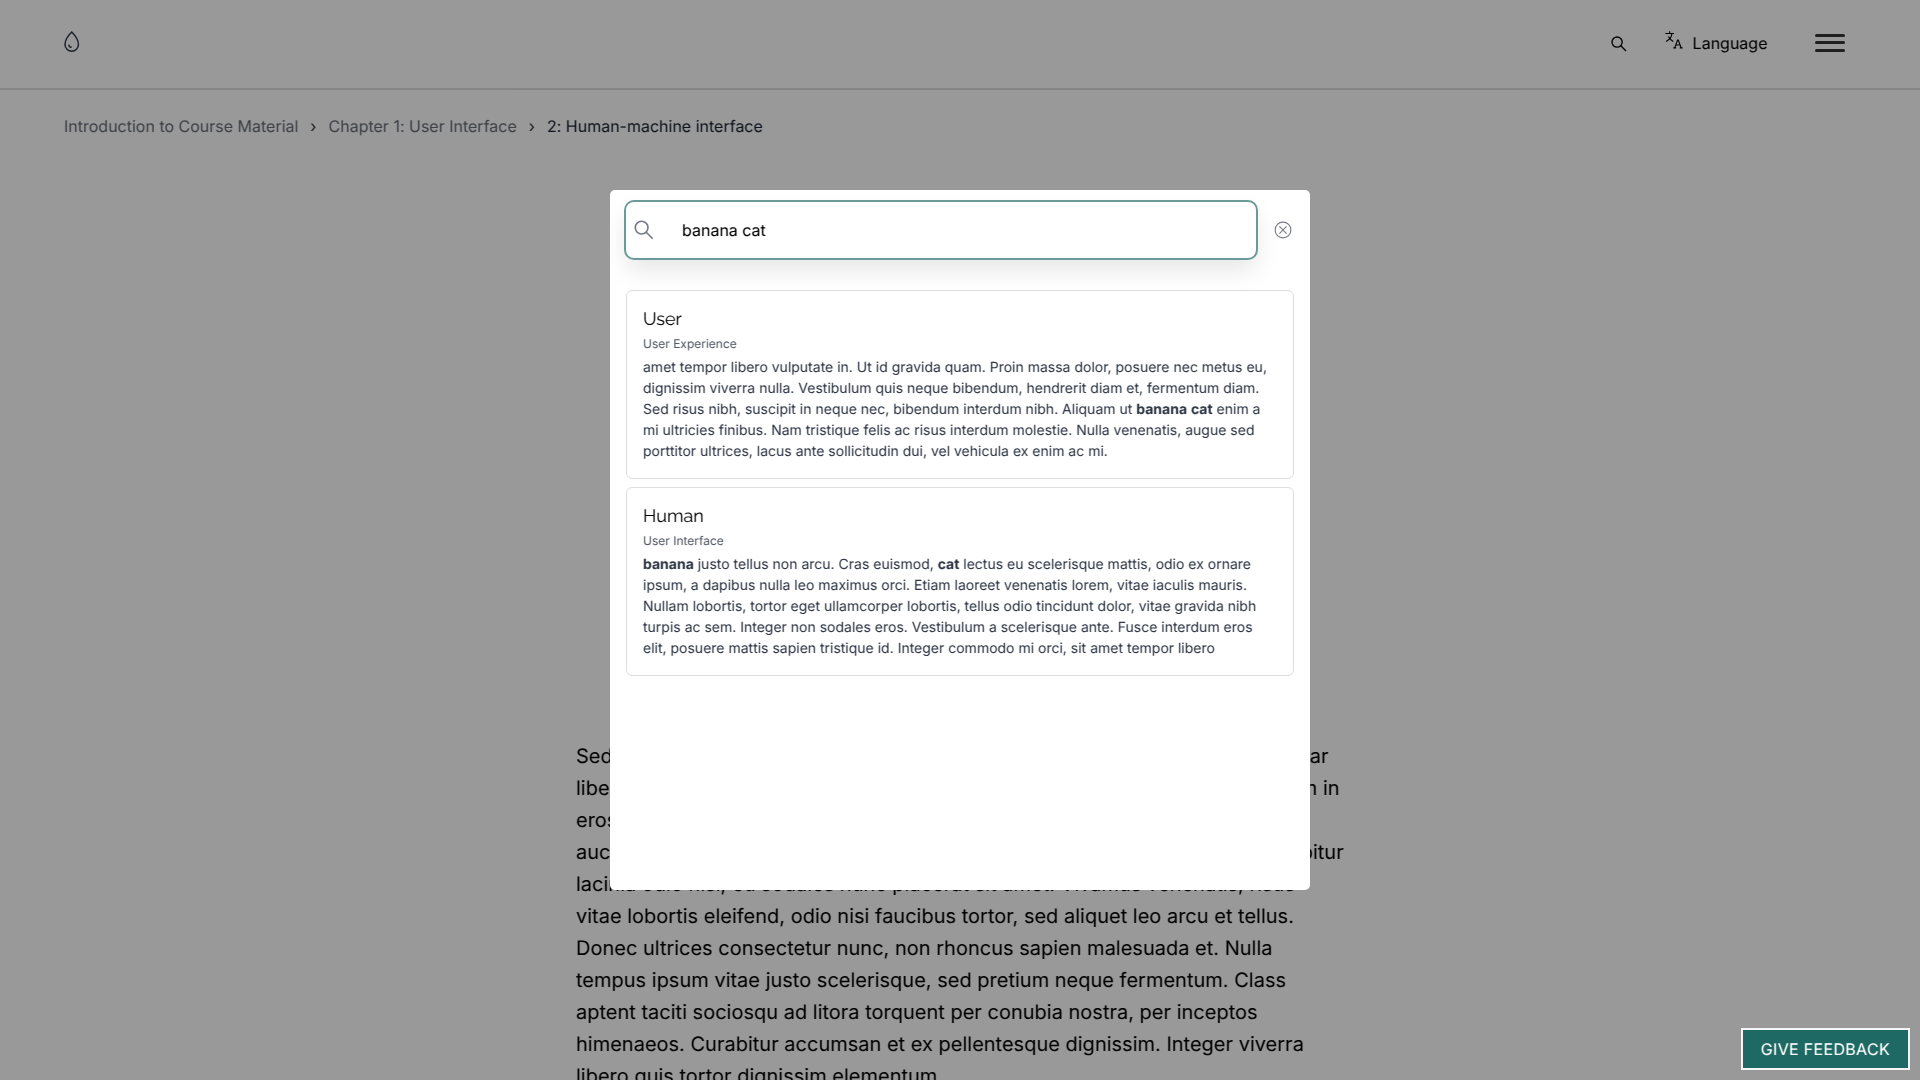 Language
Introduction to Course Material › Chapter 1: User Interface › 2: Human-machine interface
banana cat
User
User Experience
amet tempor libero vulputate in. Ut id gravida quam. Proin massa dolor, posuere nec metus eu,
dignissim viverra nulla. Vestibulum quis neque bibendum, hendrerit diam et, fermentum diam.
Sed risus nibh, suscipit in neque nec, bibendum interdum nibh. Aliquam ut banana cat enim a
mi ultricies finibus. Nam tristique felis ac risus interdum molestie. Nulla venenatis, augue sed
porttitor ultrices, lacus ante sollicitudin dui, vel vehicula ex enim ac mi.
Human
User Interface
banana justo tellus non arcu. Cras euismod, cat lectus eu scelerisque mattis, odio ex ornare
ipsum, a dapibus nulla leo maximus orci. Etiam laoreet venenatis lorem, vitae iaculis mauris.
Nullam lobortis, tortor eget ullamcorper lobortis, tellus odio tincidunt dolor, vitae gravida nibh
turpis ac sem. Integer non sodales eros. Vestibulum a scelerisque ante. Fusce interdum eros
elit, posuere mattis sapien tristique id. Integer commodo mi orci, sit amet tempor libero
Sed
in
vitae lobortis eleifend, odio nisi faucibus tortor, sed aliquet leo arcu et tellus.
Donec ultrices consectetur nunc, non rhoncus sapien malesuada et. Nulla
tempus ipsum vitae justo scelerisque, sed pretium neque fermentum. Class
aptent taciti sociosqu ad litora torquent per conubia nostra, per inceptos
himenaeos. Curabitur accumsan et ex pellentesque dignissim. Integer viverra
libero quis tortor dignissim elementum.
GIVE FEEDBACK